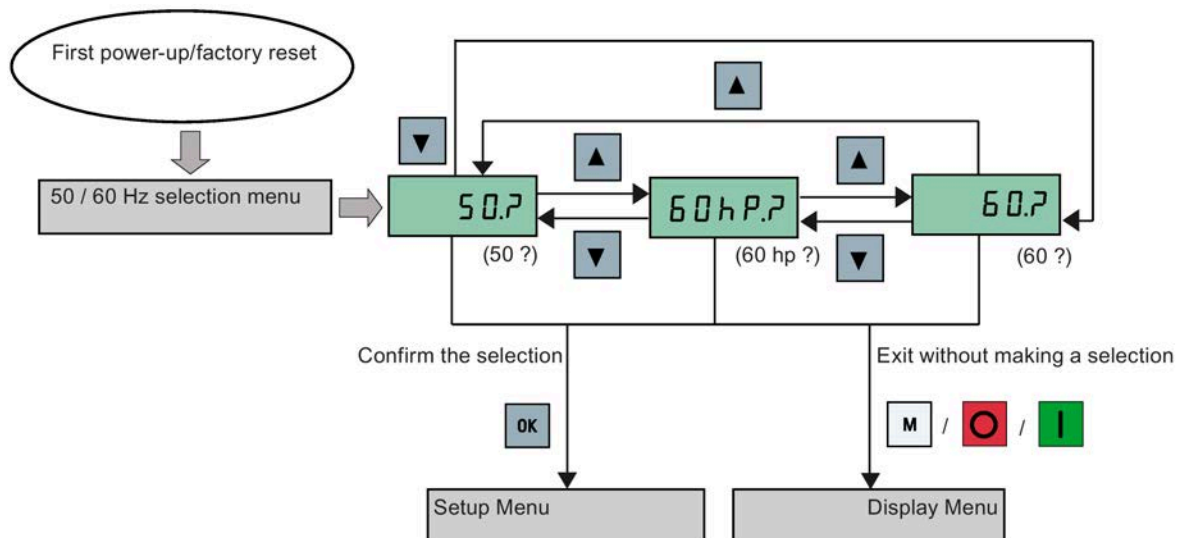 First power-up/factory reset
50 / 60 Hz selection menu
50.?
60hP.?
60.?
(50 ?)
(60 hp ?)
(60 ?)
Confirm the selection
Exit without making a selection
OK
M / /
Setup Menu
Display Menu